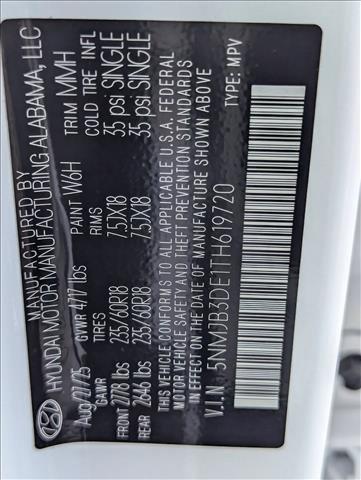 MANUFACTURED BY
HYUNDAI MOTOR MANUFACTURING ALABAMA, LLC
Aug/27/25 GVWR 4717 lbs PAINT W6H TRIM MMH
GAWR TIRES RIMS COLD TIRE INFL
FRONT 2178 lbs 235/60R18 7.5JX18 35 psi SINGLE
REAR 2646 lbs 235/60R18 7.5JX18 35 psi SINGLE
THIS VEHICLE CONFORMS TO ALL APPLICABLE U.S.A. FEDERAL
MOTOR VEHICLE SAFETY AND THEFT PREVENTION STANDARDS
IN EFFECT ON THE DATE OF MANUFACTURE SHOWN ABOVE
V.I.N: 5NMJB3DE1TH619720 TYPE: MPV